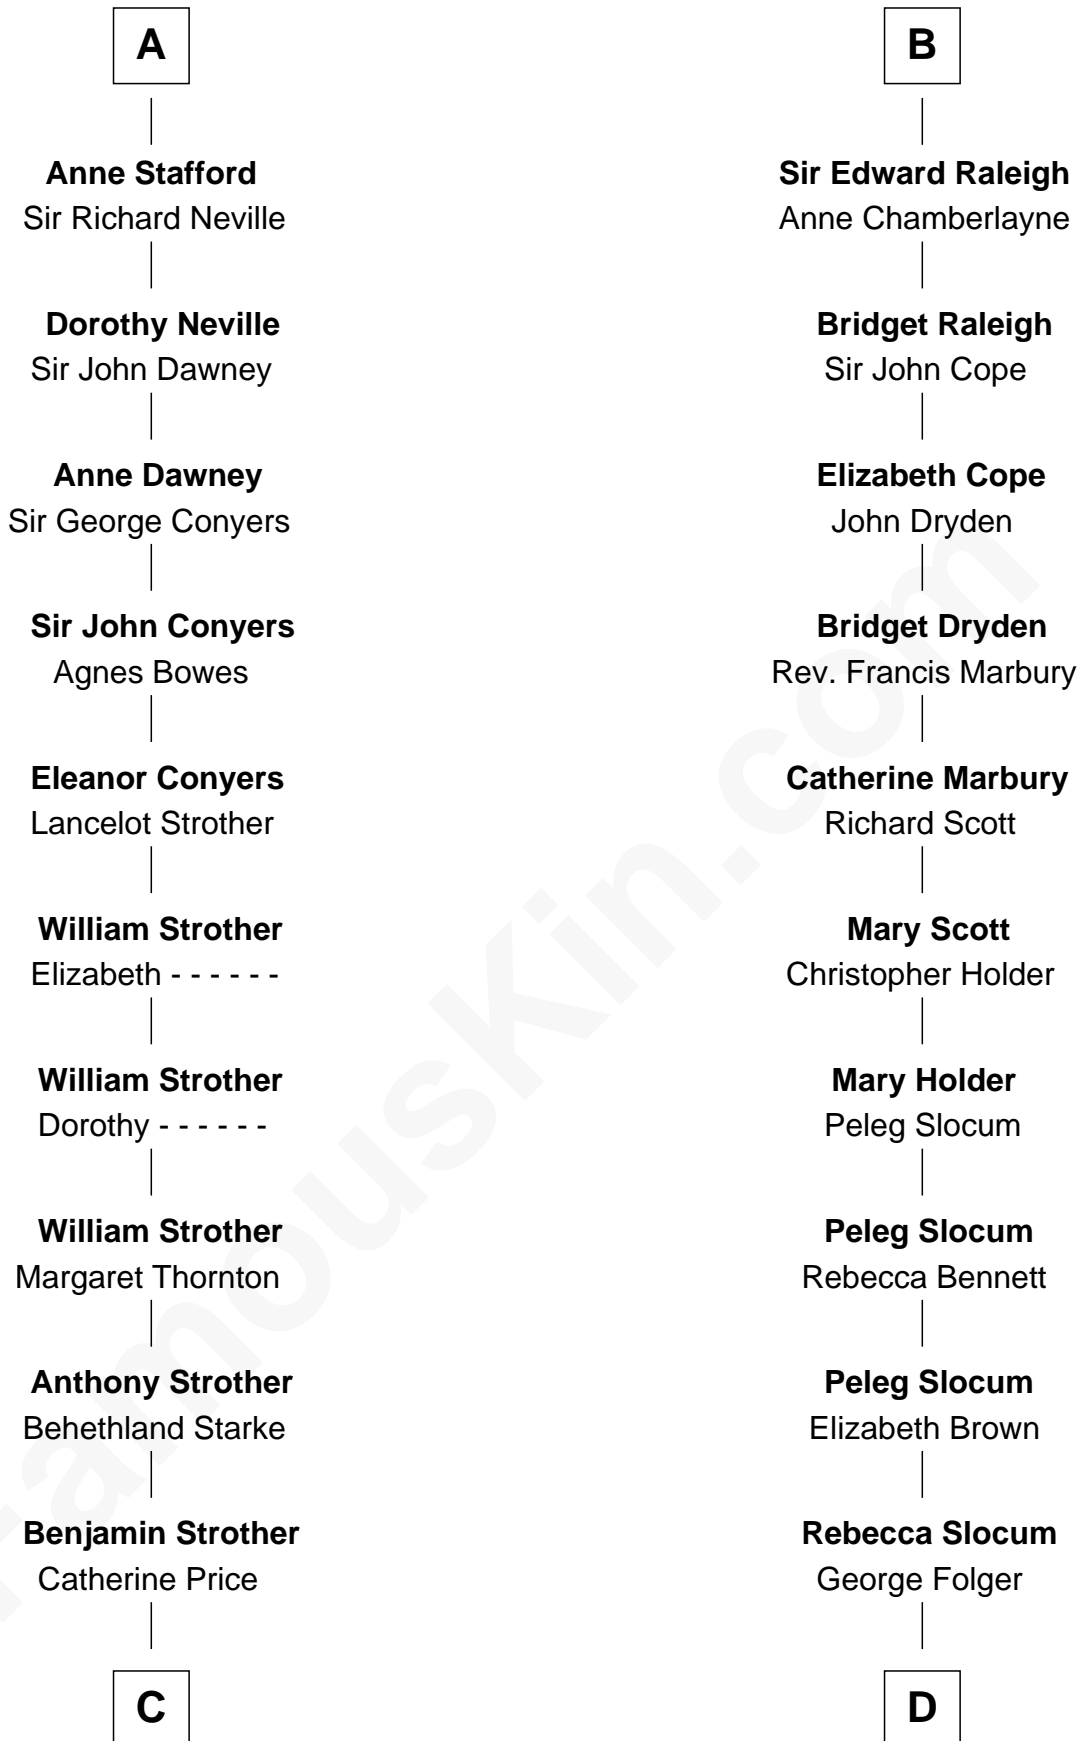 A
Anne Stafford
Sir Richard Neville
Dorothy Neville
Sir John Dawney
Anne Dawney
Sir George Conyers
Sir John Conyers
Agnes Bowes
Eleanor Conyers
Lancelot Strother
William Strother
Elizabeth - - - - - -
William Strother
Dorothy - - - - - -
William Strother
Margaret Thornton
Anthony Strother
Behethland Starke
Benjamin Strother
Catherine Price
C
B
Sir Edward Raleigh
Anne Chamberlayne
Bridget Raleigh
Sir John Cope
Elizabeth Cope
John Dryden
Bridget Dryden
Rev. Francis Marbury
Catherine Marbury
Richard Scott
Mary Scott
Christopher Holder
Mary Holder
Peleg Slocum
Peleg Slocum
Rebecca Bennett
Peleg Slocum
Elizabeth Brown
Rebecca Slocum
George Folger
D
FamousKin.com